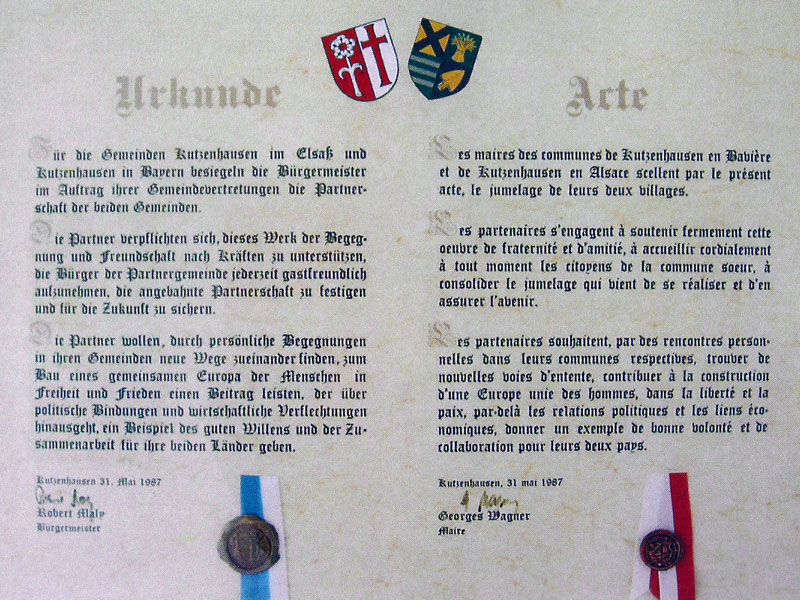 Urkunde
Für die Gemeinden Kutzenhausen im Elsaß und
Kutzenhausen in Bayern besiegeln die Bürgermeister
im Auftrag ihrer Gemeindevertretungen die Partner-
schaft der beiden Gemeinden.
Die Partner verpflichten sich, dieses Werk der Begeg-
nung und Freundschaft nach Kräften zu unterstützen,
die Bürger der Partnergemeinde jederzeit gastfreundlich
aufzunehmen, die angebahnte Partnerschaft zu festigen
und für die Zukunft zu sichern.
Die Partner wollen, durch persönliche Begegnungen
in ihren Gemeinden neue Wege zueinander finden, zum
Bau eines gemeinsamen Europa der Menschen in
Freiheit und Frieden einen Beitrag leisten, der über
politische Bindungen und wirtschaftliche Verflechtungen
hinausgeht, ein Beispiel des guten Willens und der Zu-
sammenarbeit für ihre beiden Länder geben.
Kutzenhausen 31. Mai 1987
Robert Maly
Bürgermeister
Acte
Les maires des communes de Kutzenhausen en Bavière
et de Kutzenhausen en Alsace scellent par le présent
acte, le jumelage de leurs deux villages.
Les partenaires s'engagent à soutenir fermement cette
oeuvre de fraternité et d'amitié, à accueillir cordialement
à tout moment les citoyens de la commune soeur, à
consolider le jumelage qui vient de se réaliser et d'en
assurer l'avenir.
Les partenaires souhaitent, par des rencontres person-
nelles dans leurs communes respectives, trouver de
nouvelles voies d'entente, contribuer à la construction
d'une Europe unie des hommes, dans la liberté et la
paix, par-delà les relations politiques et les liens éco-
nomiques, donner un exemple de bonne volonté et de
collaboration pour leurs deux pays.
Kutzenhausen, 31 mai 1987
Georges Wagner
Maire